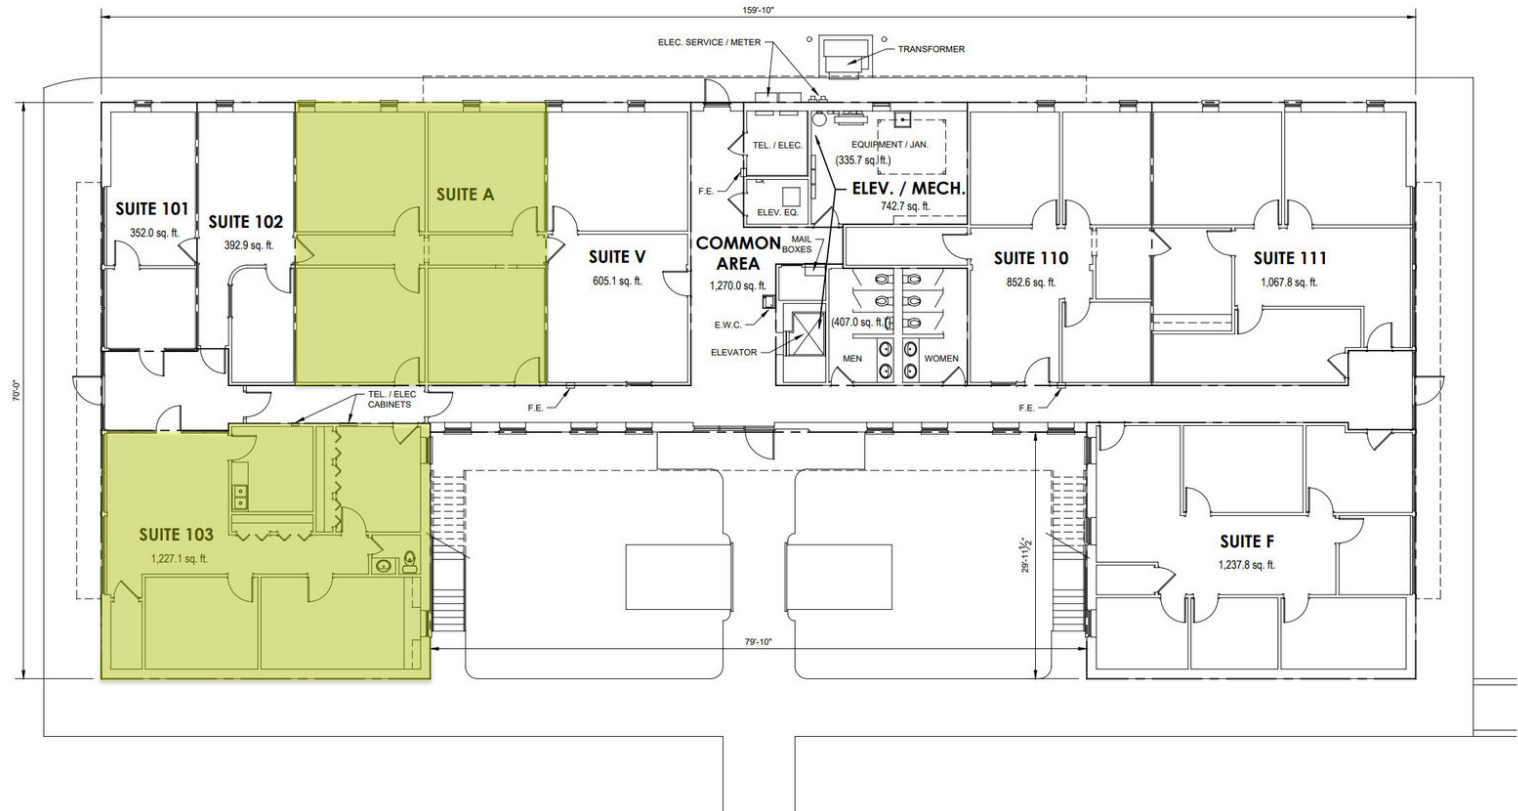 159'-10"
ELEC. SERVICE / METER
TRANSFORMER
TEL. / ELEC.
EQUIPMENT / JAN.
(335.7 sq. ft.)
F.E.
ELEV. / MECH.
742.7 sq. ft.
ELEV. EQ.
SUITE A
SUITE 101
352.0 sq. ft.
SUITE 102
392.9 sq. ft.
SUITE V
605.1 sq. ft.
COMMON
AREA
1,270.0 sq. ft.
MAIL
BOXES
SUITE 110
852.6 sq. ft.
SUITE 111
1,067.8 sq. ft.
E.W.C.
(407.0 sq. ft.)
ELEVATOR
MEN
WOMEN
70'-0"
TEL. / ELEC
CABINETS
F.E.
F.E.
SUITE 103
1,227.1 sq. ft.
SUITE F
1,237.8 sq. ft.
29'-11½"
79'-10"